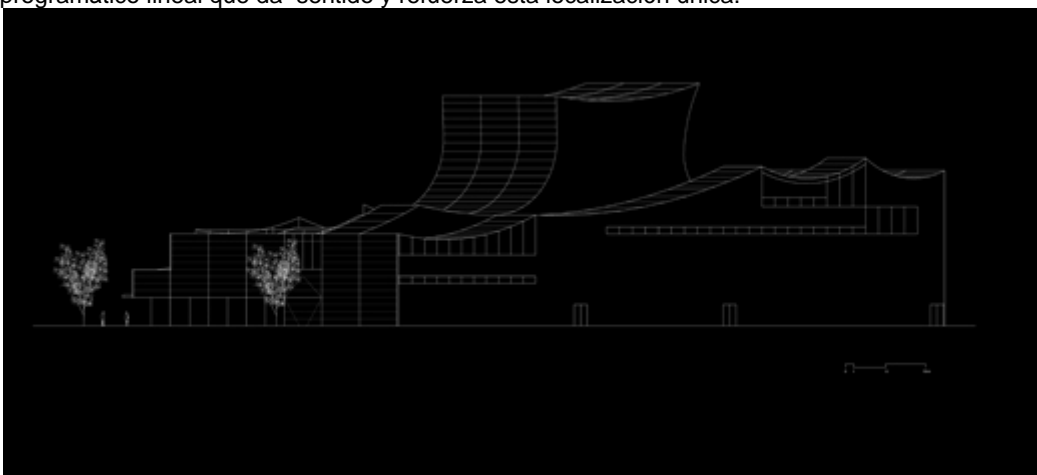 programático lineal que da sentido y refuerza esta localización única.